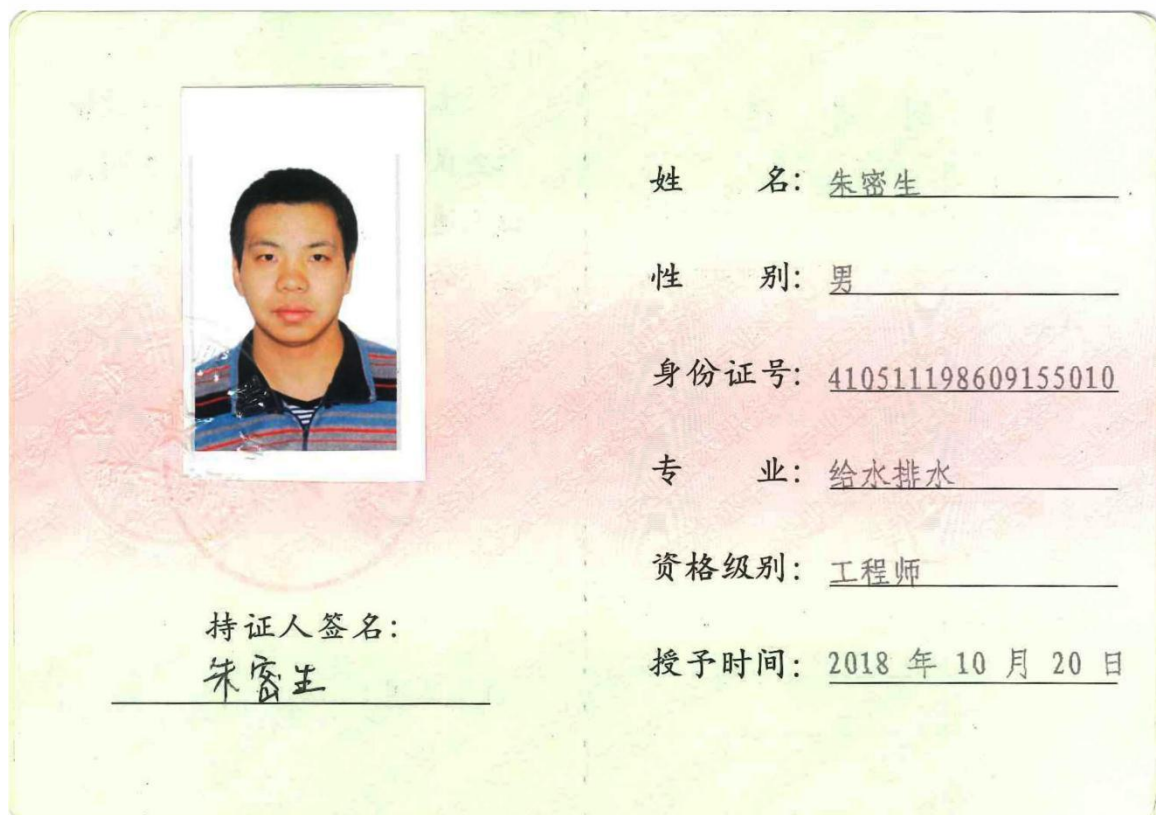 姓 名: 朱密生
性 别: 男
身份证号: 410511198609155010
专 业: 给水排水
资格级别: 工程师
授予时间: 2018 年 10 月 20 日
持证人签名:
朱密生